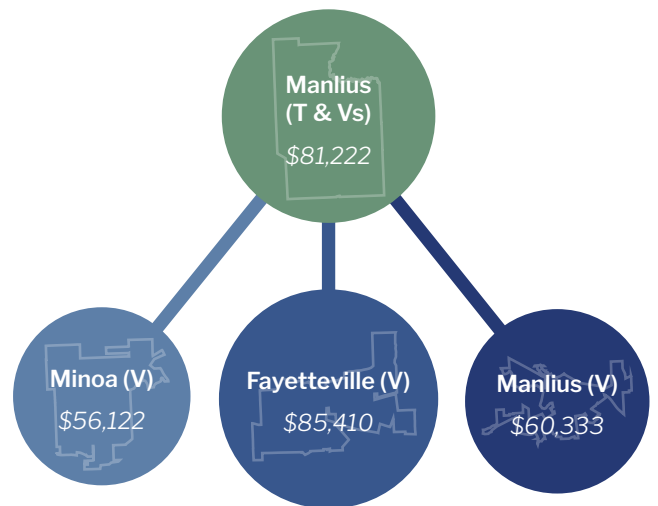 Manlius
(T & Vs)
$81,222
Minoa (V)
$56,122
Fayetteville (V)
$85,410
Manlius (V)
$60,333